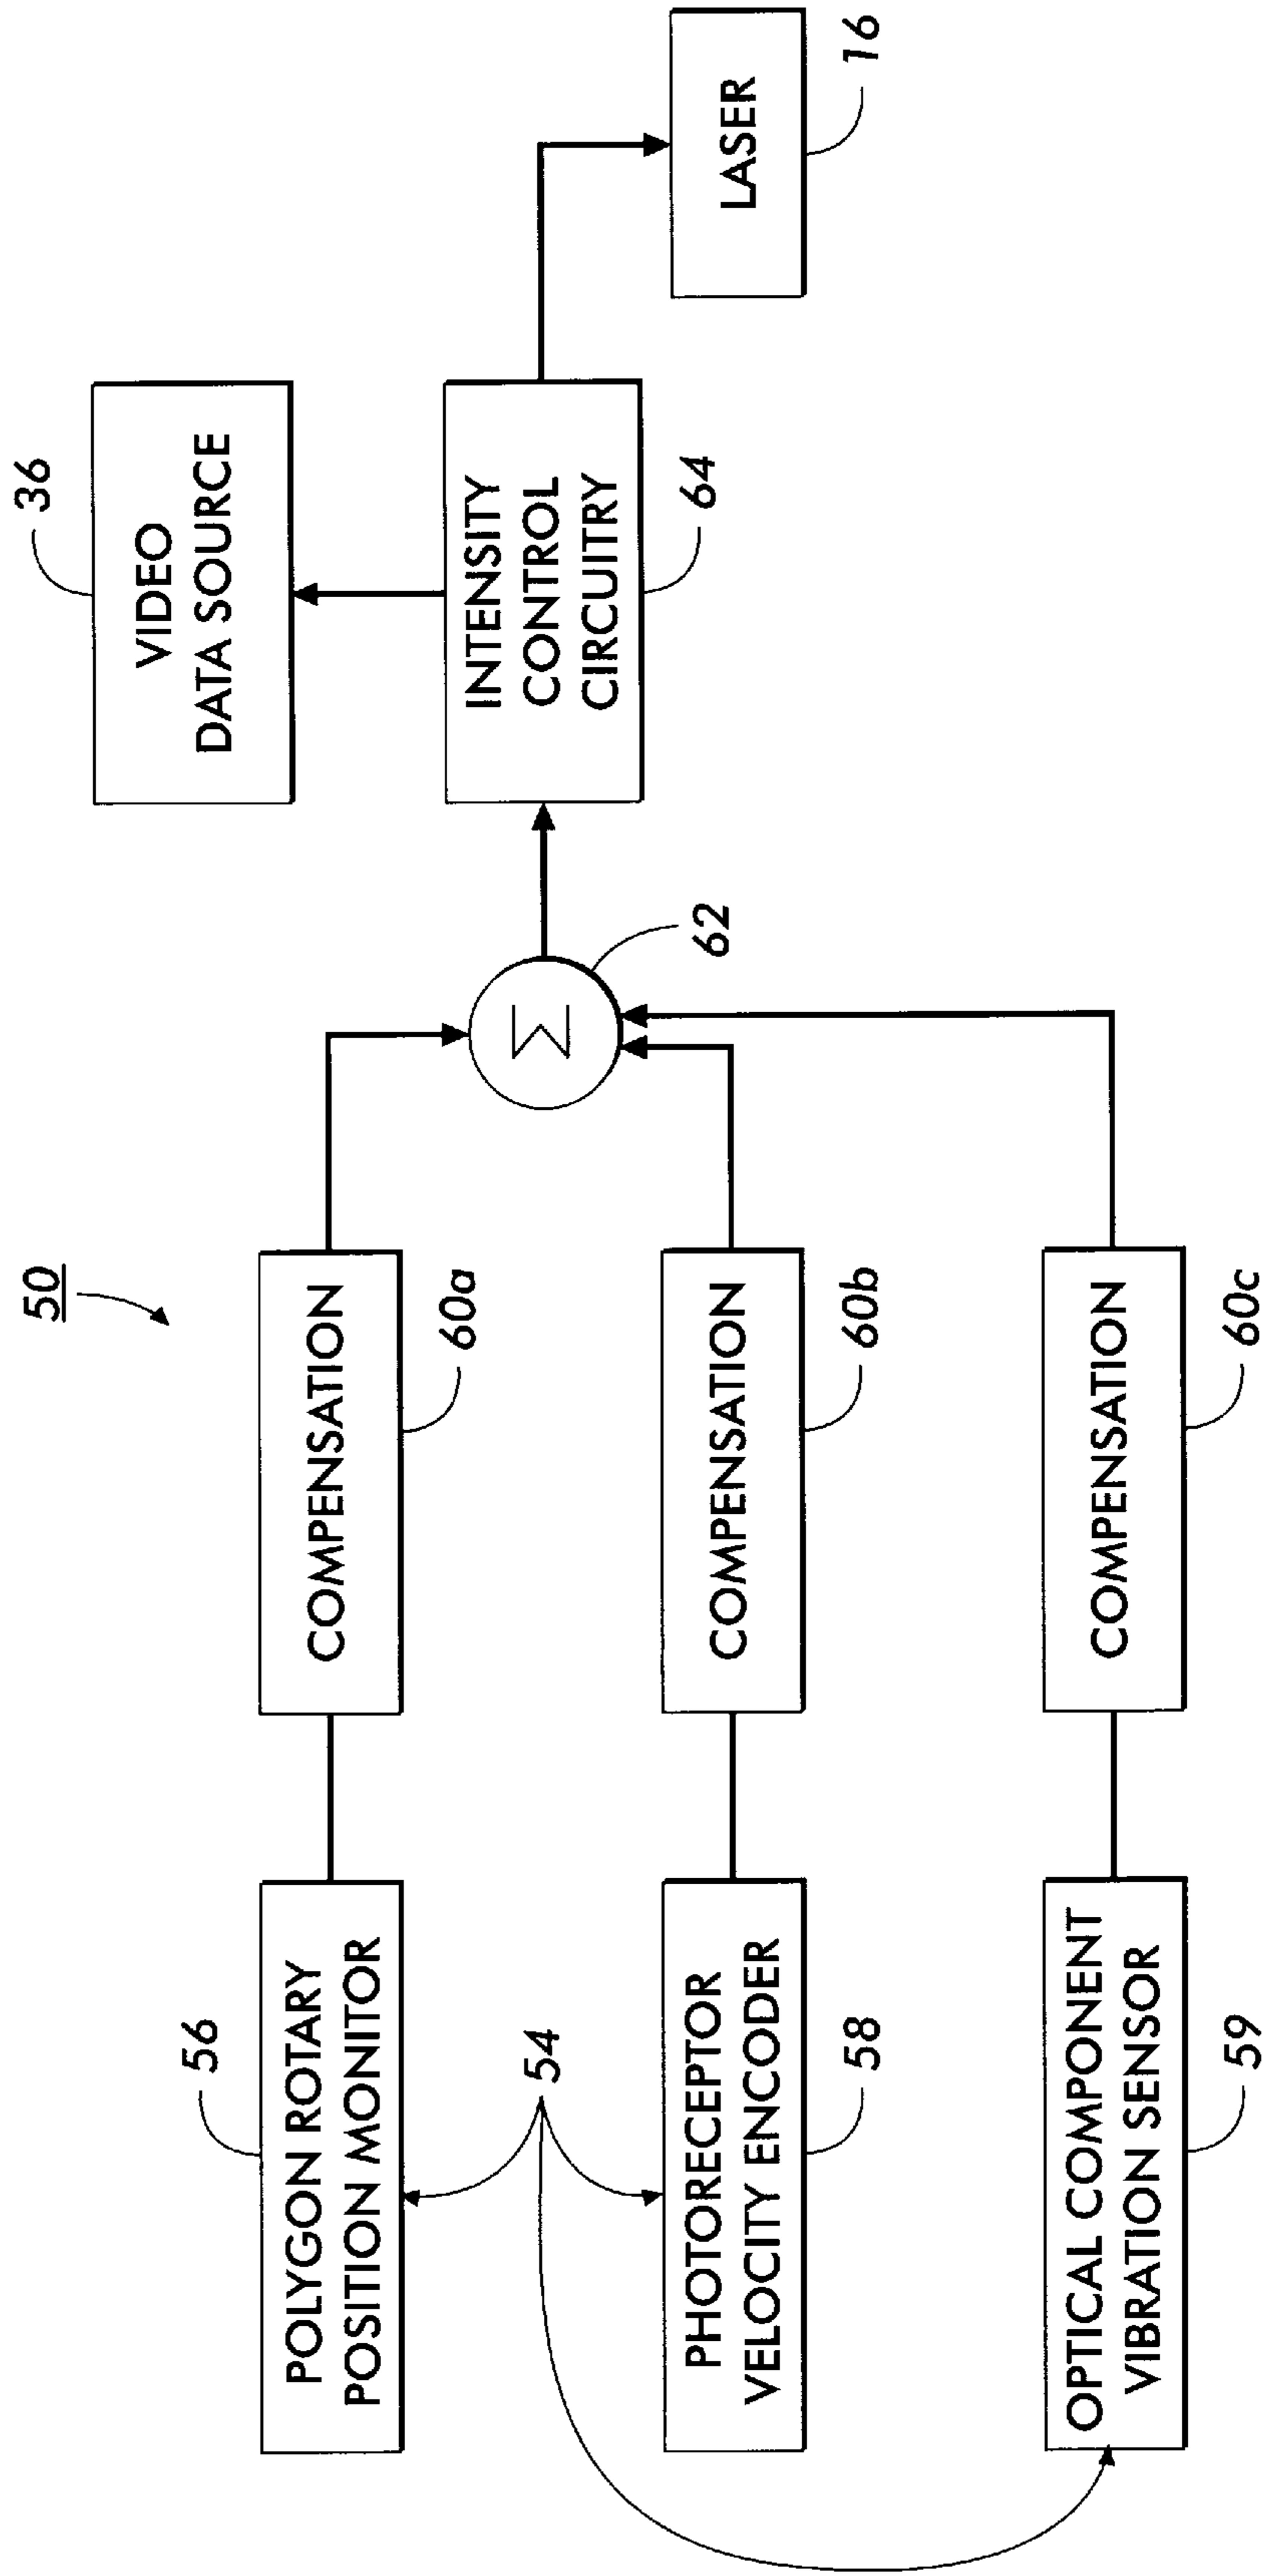 50
56
POLYGON ROTARY
POSITION MONITOR
COMPENSATION
60a
54
PHOTORECEPTOR
VELOCITY ENCODER
58
COMPENSATION
60b
OPTICAL COMPONENT
VIBRATION SENSOR
59
COMPENSATION
60c
Σ
62
36
VIDEO
DATA SOURCE
INTENSITY
CONTROL
CIRCUITRY
64
LASER
16